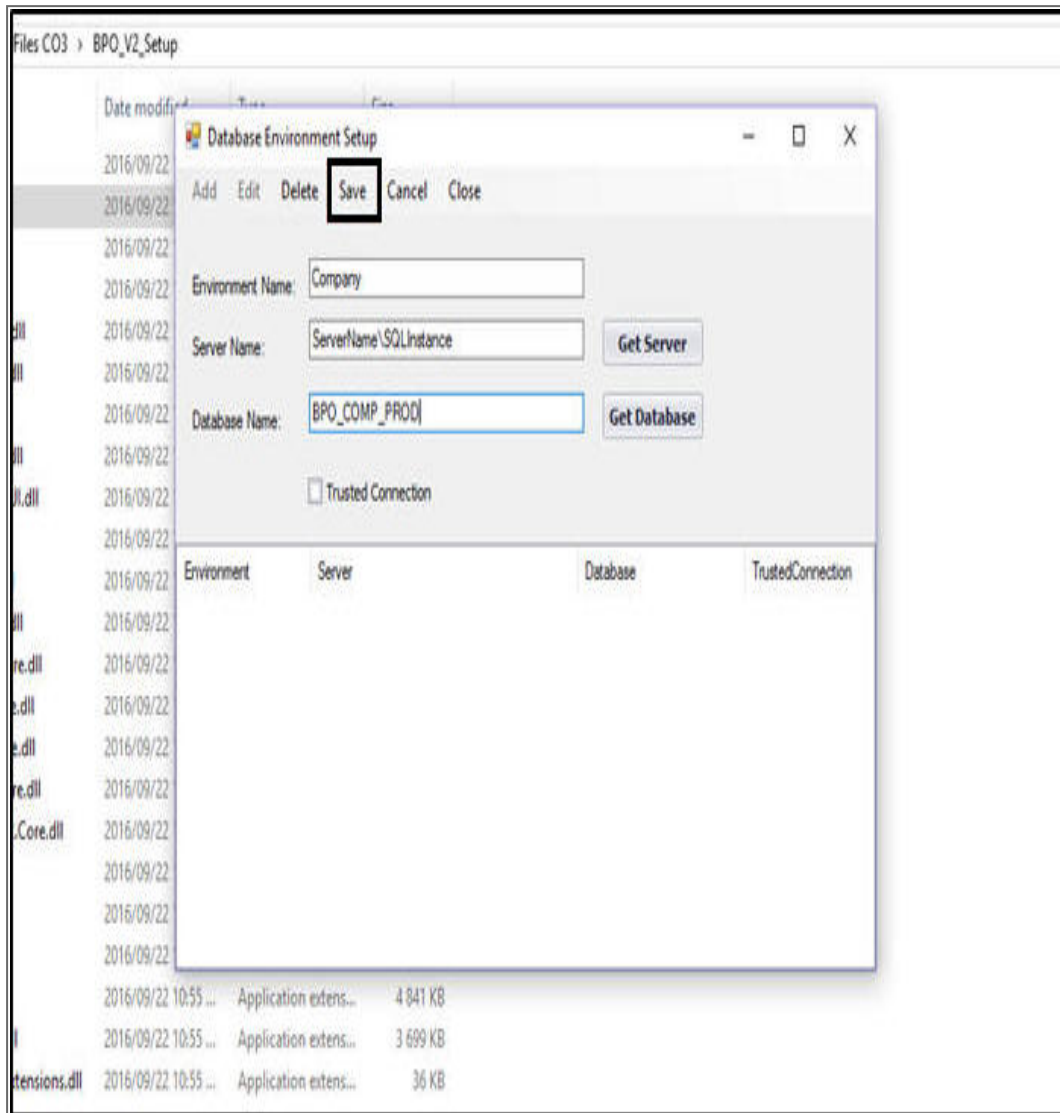 Files CO3 > BPO_V2_Setup
Date modified
Database Environment Setup
2016/09/22
Add Edit Delete Save Cancel Close
2016/09/22
2016/09/22
2016/09/22
Environment Name: Company
dll 2016/09/22
Server Name: ServerName\SQLInstance Get Server
2016/09/22
2016/09/22
Database Name: BPO_COMP_PROD Get Database
2016/09/22
UI.dll 2016/09/22
Trusted Connection
2016/09/22
2016/09/22
Environment Server Database TrustedConnection
2016/09/22
re.dll 2016/09/22
e.dll 2016/09/22
e.dll 2016/09/22
re.dll 2016/09/22
.Core.dll 2016/09/22
2016/09/22
2016/09/22
2016/09/22
2016/09/22 10:55 ... Application extens... 4 841 KB
2016/09/22 10:55 ... Application extens... 3 699 KB
tensions.dll 2016/09/22 10:55 ... Application extens... 36 KB